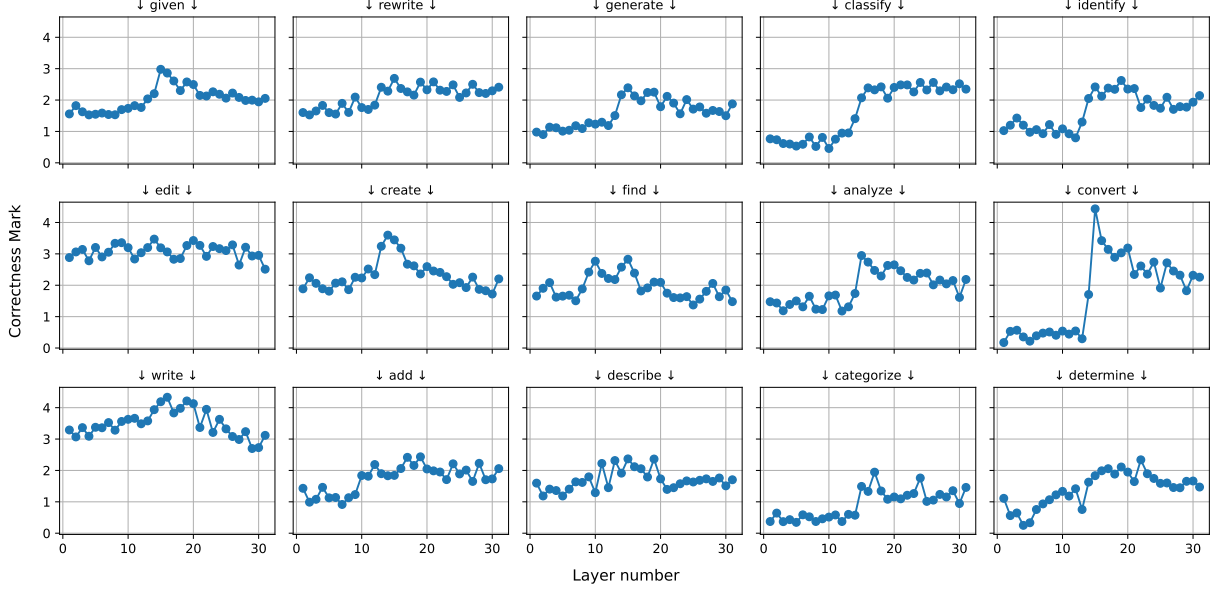 ↓ given ↓ ↓ rewrite ↓ ↓ generate ↓ ↓ classify ↓ ↓ identify ↓
4
3
2
1
0
↓ edit ↓ ↓ create ↓ ↓ find ↓ ↓ analyze ↓ ↓ convert ↓
4
3
2
1
0
Correctness Mark
↓ write ↓ ↓ add ↓ ↓ describe ↓ ↓ categorize ↓ ↓ determine ↓
4
3
2
1
0
0 10 20 30 0 10 20 30 0 10 20 30 0 10 20 30 0 10 20 30
Layer number